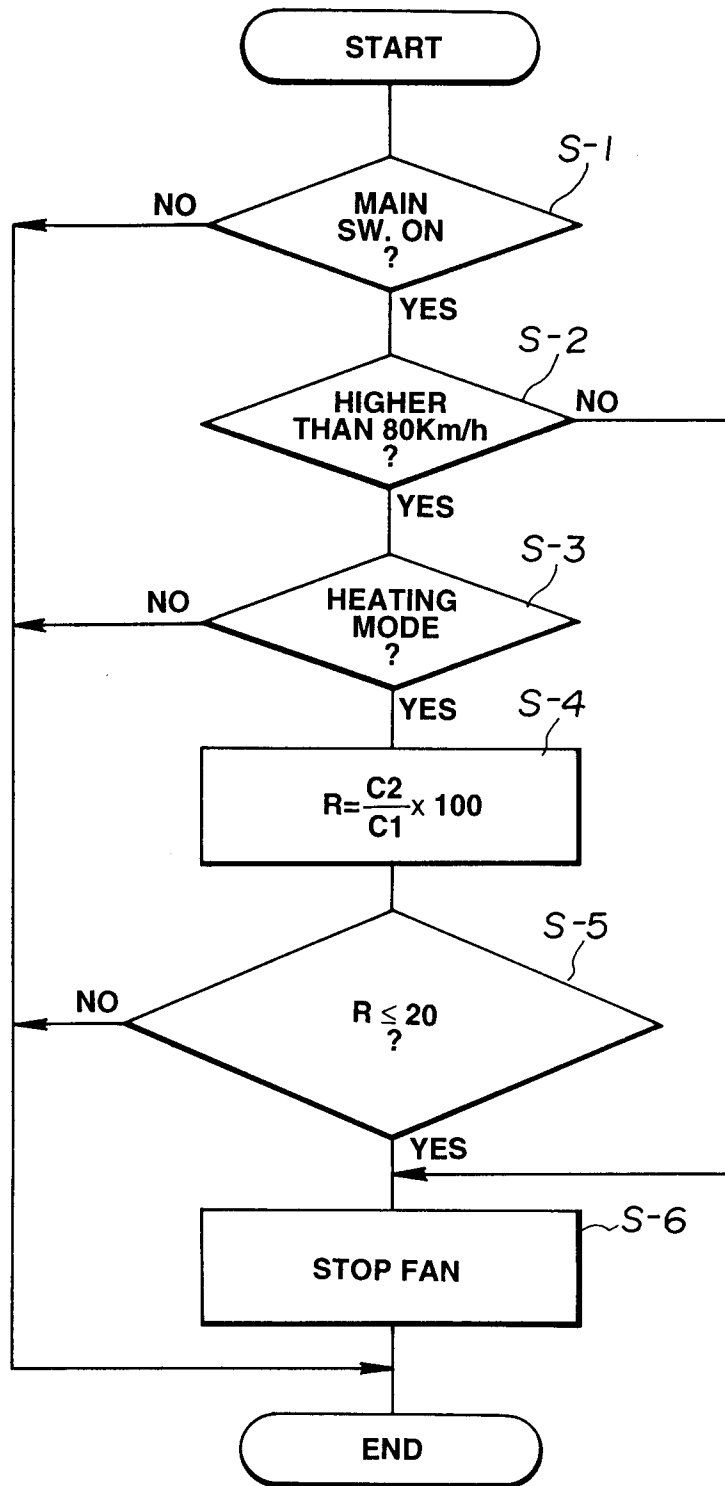 START
S-1
NO
MAIN
SW. ON
?
YES
S-2
HIGHER
THAN 80Km/h
?
NO
YES
S-3
NO
HEATING
MODE
?
YES
S-4
R=C2/C1 x 100
S-5
NO
R ≦ 20
?
YES
S-6
STOP FAN
END